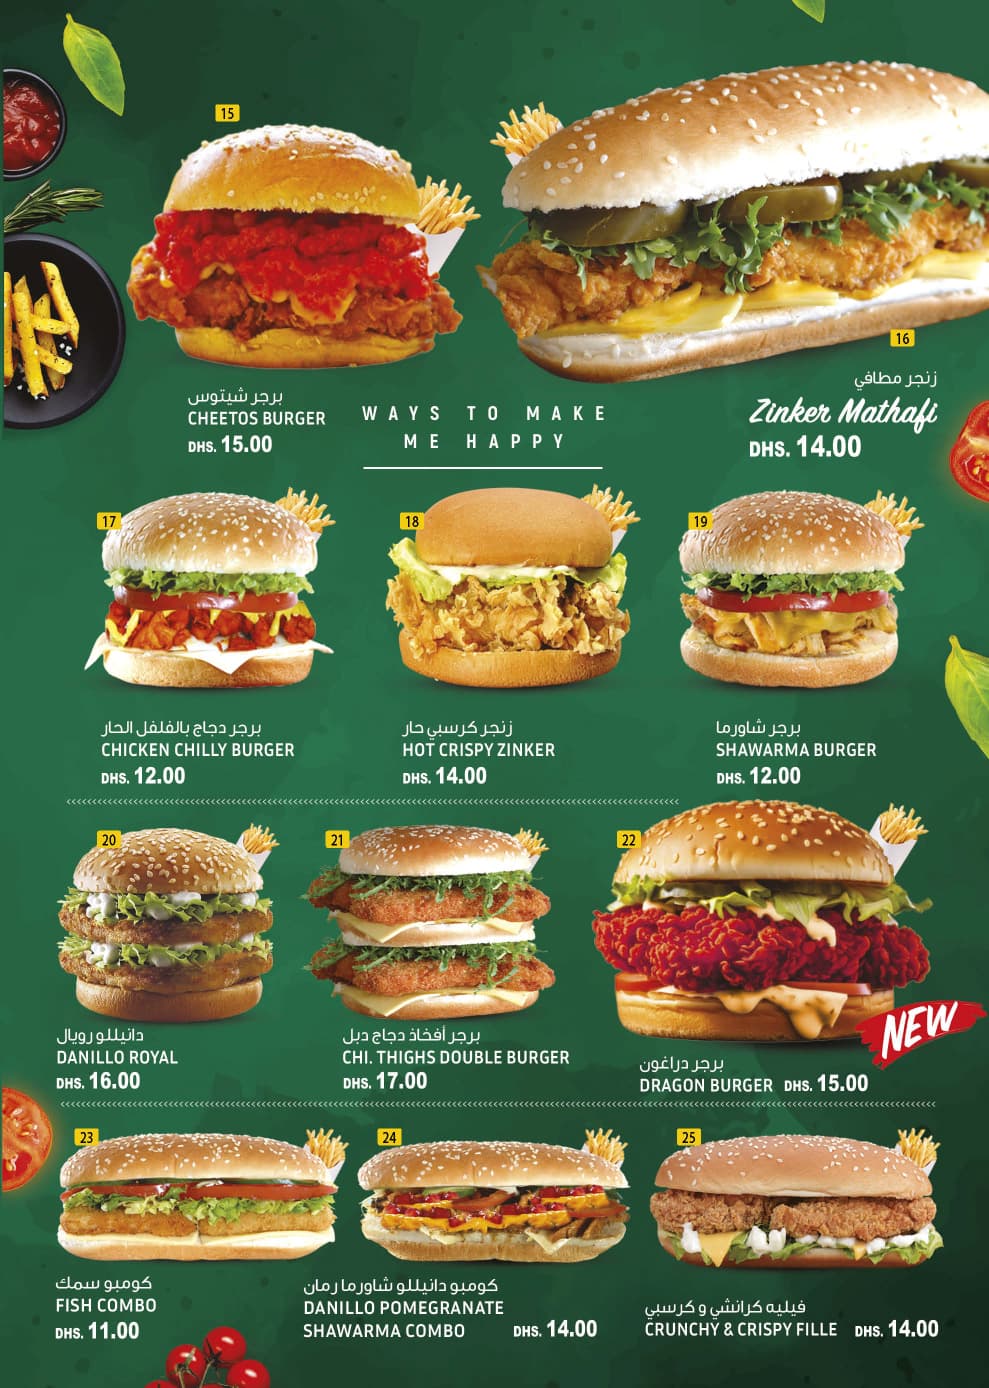 15
برجر شيتوس
CHEETOS BURGER
DHS. 15.00
WAYS TO MAKE
ME HAPPY
16
زنجر مطافي
Zinker Mathafi
DHS. 14.00
17
برجر دجاج بالفلفل الحار
CHICKEN CHILLY BURGER
DHS. 12.00
18
زنجر كرسبي حار
HOT CRISPY ZINKER
DHS. 14.00
19
برجر شاورما
SHAWARMA BURGER
DHS. 12.00
20
دانيللو رويال
DANILLO ROYAL
DHS. 16.00
21
برجر أفخاذ دجاج دبل
CHI. THIGHS DOUBLE BURGER
DHS. 17.00
22
NEW
برجر دراغون
DRAGON BURGER DHS. 15.00
23
كومبو سمك
FISH COMBO
DHS. 11.00
24
كومبو دانيللو شاورما رمان
DANILLO POMEGRANATE
SHAWARMA COMBO DHS. 14.00
25
فيليه كرانشي و كرسبي
CRUNCHY & CRISPY FILLE DHS. 14.00